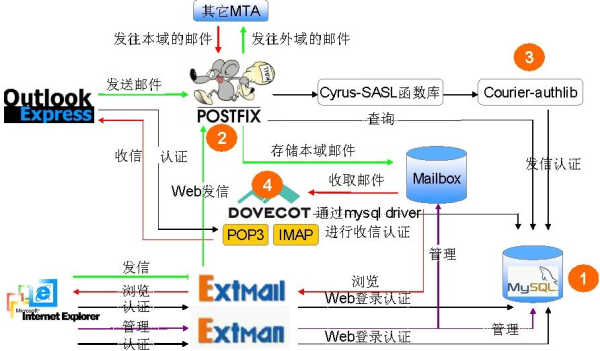 其它MTA
发往本域的邮件
发往外域的邮件
3
发送邮件
Outlook
Express
MAIL
POSTFIX
Cyrus-SASL函数库
Courier-authlib
2
查询
收信
认证
存储本域邮件
发信认证
Web发信
4
收取邮件
Mailbox
DOVECOT
通过mysql driver
POP3
IMAP
进行收信认证
管理
发信
浏览
Extmail
浏览
MySQL
1
Microsoft
Internet Explorer
认证
Web登录认证
管理
Extman
管理
认证
Web登录认证